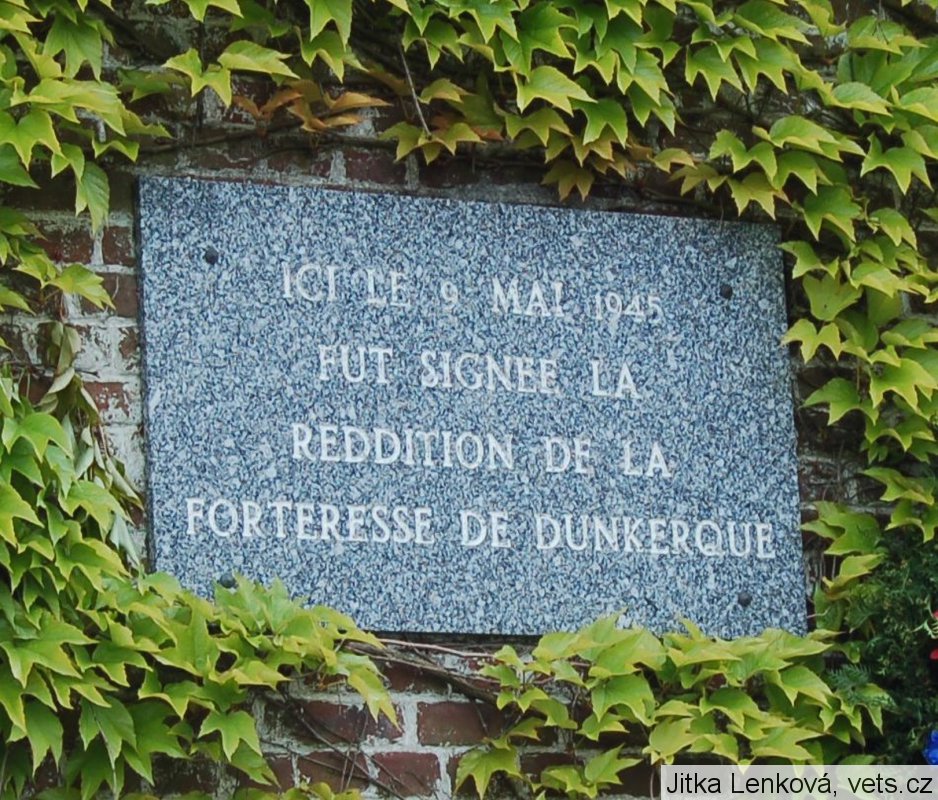 ICI LE 9 MAI 1945
FUT SIGNEE LA
REDDITION DE LA
FORTERESSE DE DUNKERQUE
Jitka Lenková, vets.cz